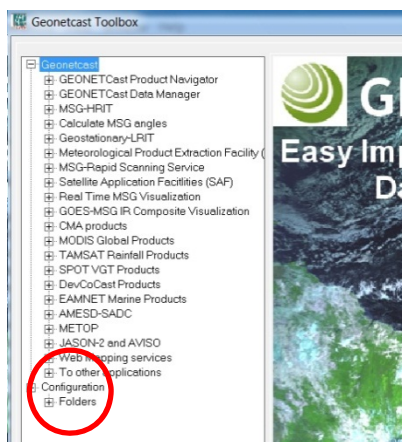 Geonetcast Toolbox
Geonetcast
GEONETCast Product Navigator
GEONETCast Data Manager
MSG-HRIT
Calculate MSG angles
Geostationary-LRIT
Meteorological Product Extraction Facility (
MSG-Rapid Scanning Service
Satellite Application Facitlities (SAF)
Real Time MSG Visualization
GOES-MSG IR Composite Visualization
CMA products
MODIS Global Products
TAMSAT Rainfall Products
SPOT VGT Products
DevCoCast Products
EAMNET Marine Products
AMESD-SADC
METOP
JASON-2 and AVISO
Web Mapping services
To other applications
Configuration
Folders
Easy Imp
Da